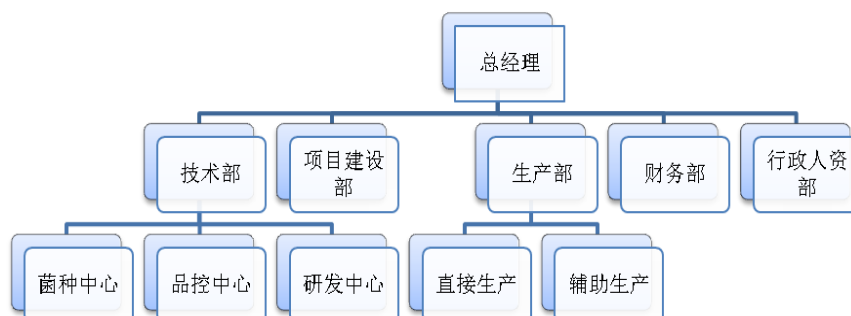 总经理
技术部
项目建设
部
生产部
财务部
行政人资
部
菌种中心
品控中心
研发中心
直接生产
辅助生产